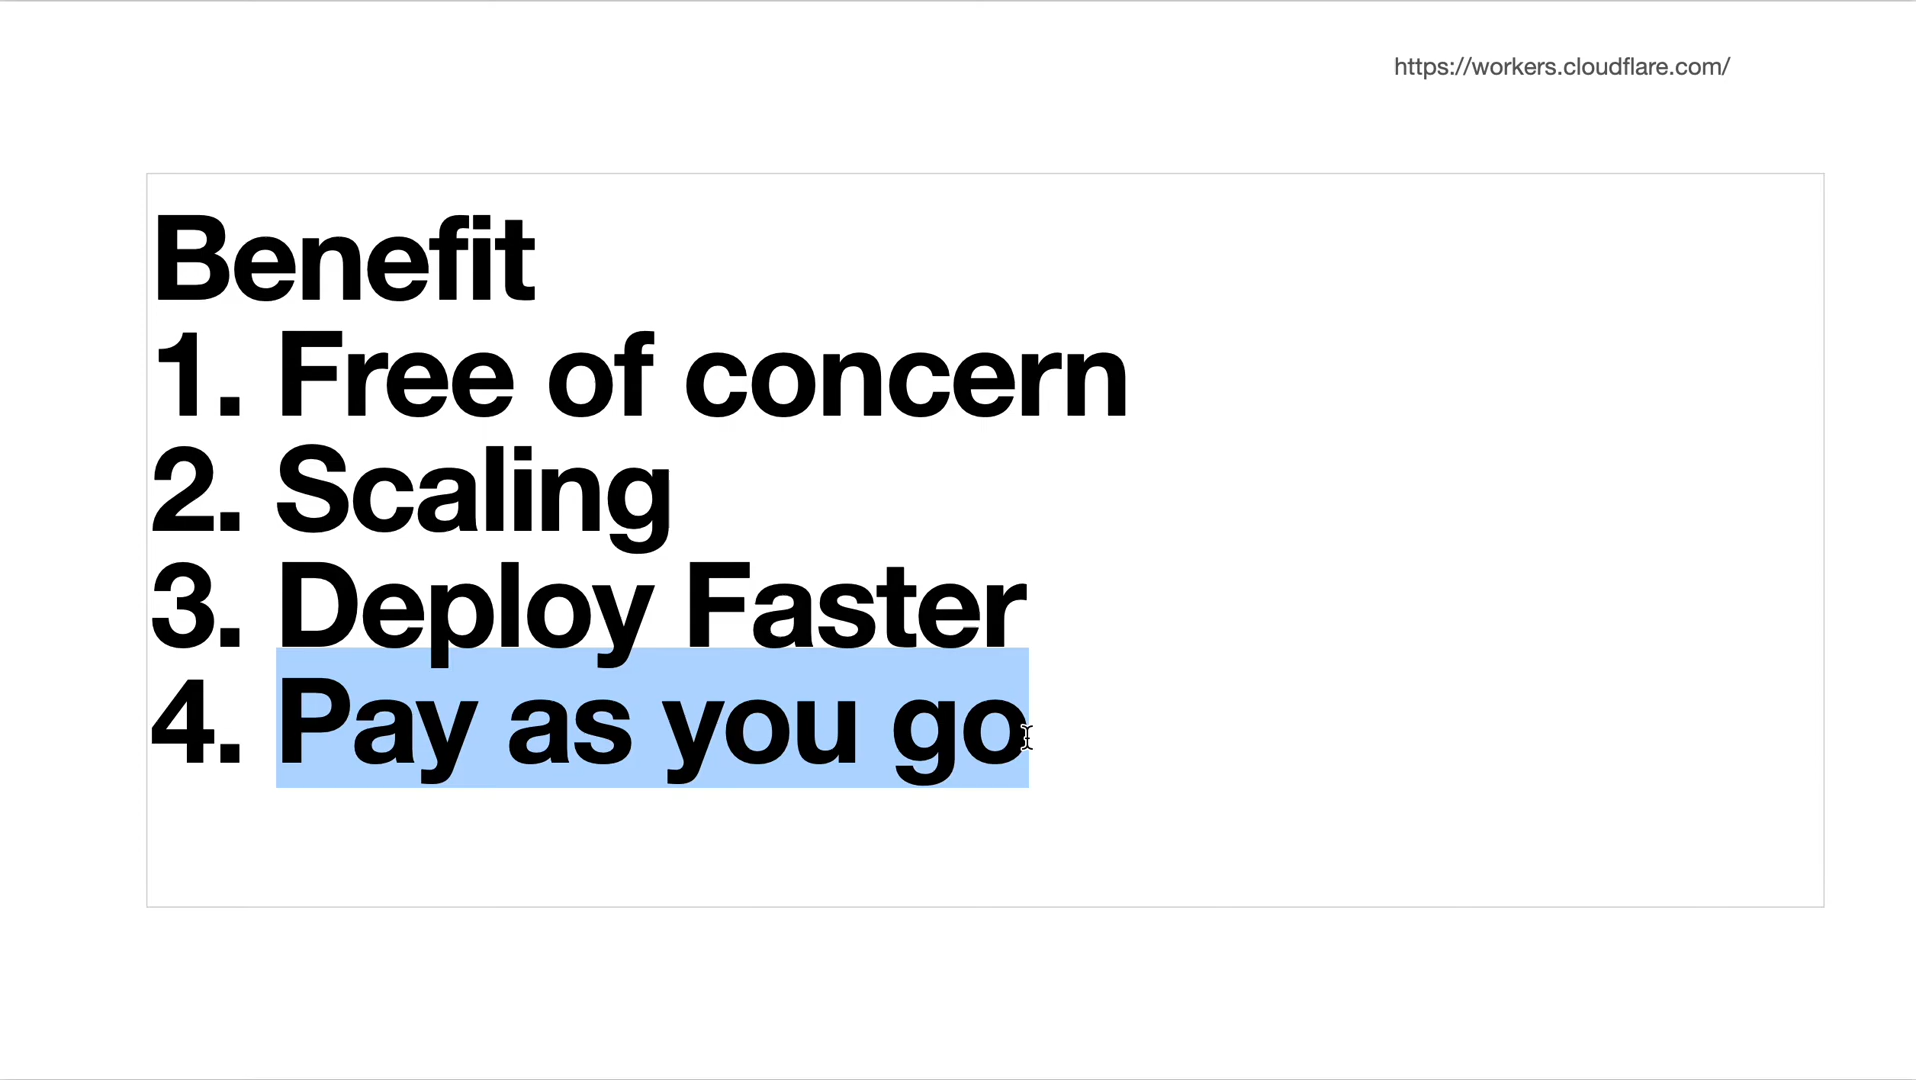 https://workers.cloudflare.com/
Benefit
1. Free of concern
2. Scaling
3. Deploy Faster
4. Pay as you go